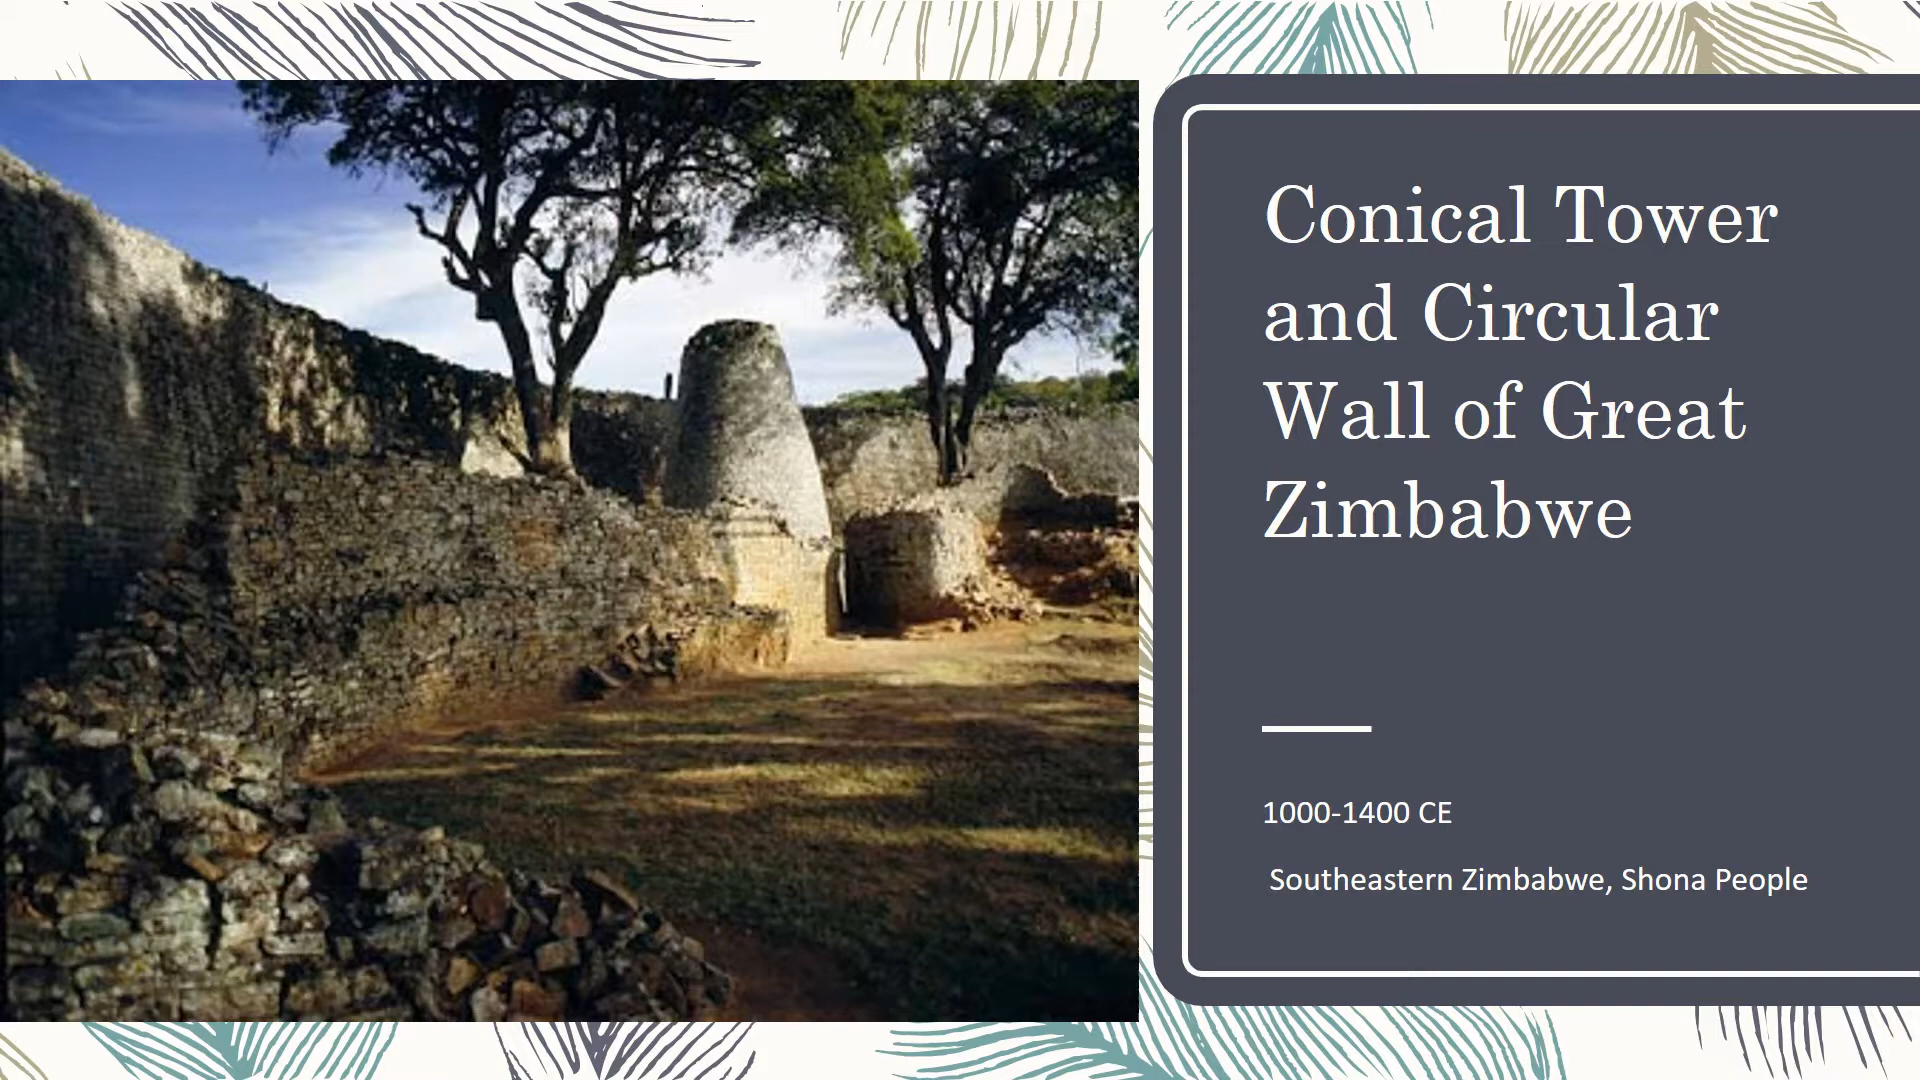 Conical Tower
and Circular
Wall of Great
Zimbabwe
1000-1400 CE
Southeastern Zimbabwe, Shona People